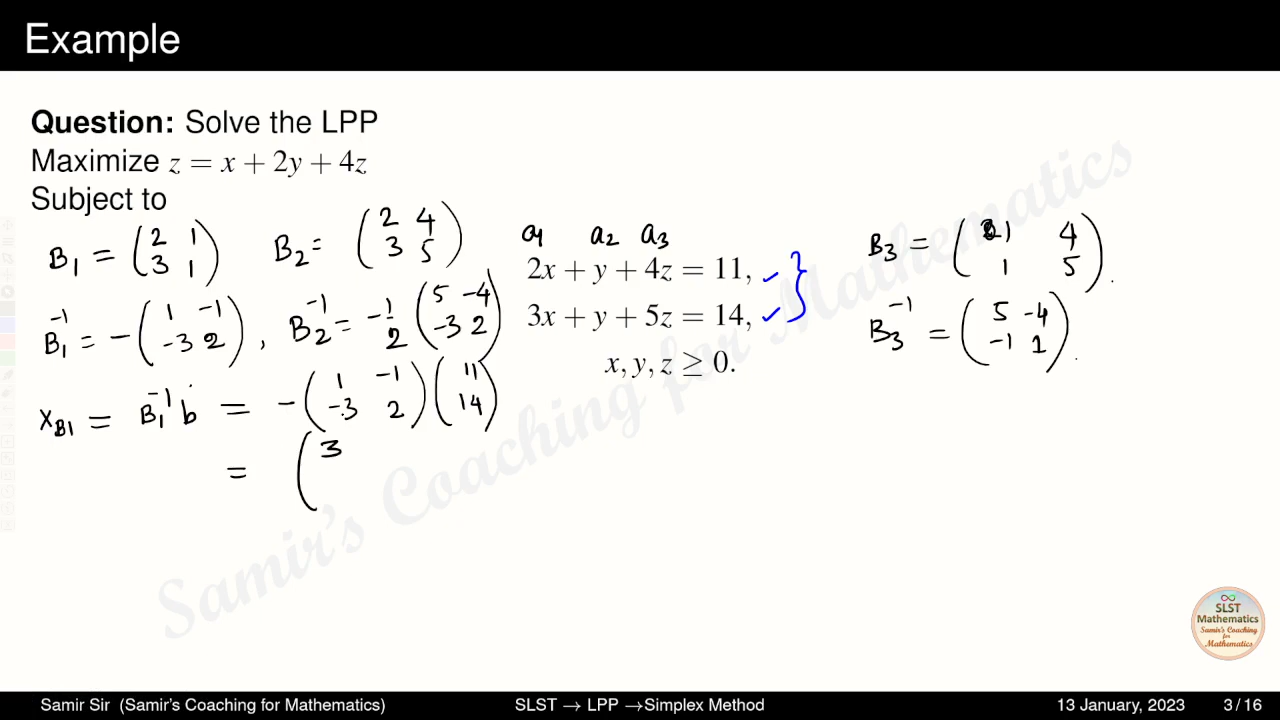 Example
Question: Solve the LPP
Maximize z = x + 2y + 4z
Subject to
B₁ = (2 1; 3 1) B₂ = (2 4; 3 5)
a₁ a₂ a₃
2x + y + 4z = 11,
3x + y + 5z = 14,
x, y, z ≥ 0.
B₃ = (1 4; 1 5).
B₁⁻¹ = -(1 -1; -3 2), B₂⁻¹ = -1/2 (5 -4; -3 2)
B₃⁻¹ = (5 -4; -1 1).
x_B1 = B₁⁻¹ b = -(1 -1; -3 2)(11; 14)
= (3
Samir's Coaching for Mathematics
∞
SLST
Mathematics
Samir's Coaching
for
Mathematics
Samir Sir (Samir's Coaching for Mathematics) SLST → LPP →Simplex Method 13 January, 2023 3 / 16